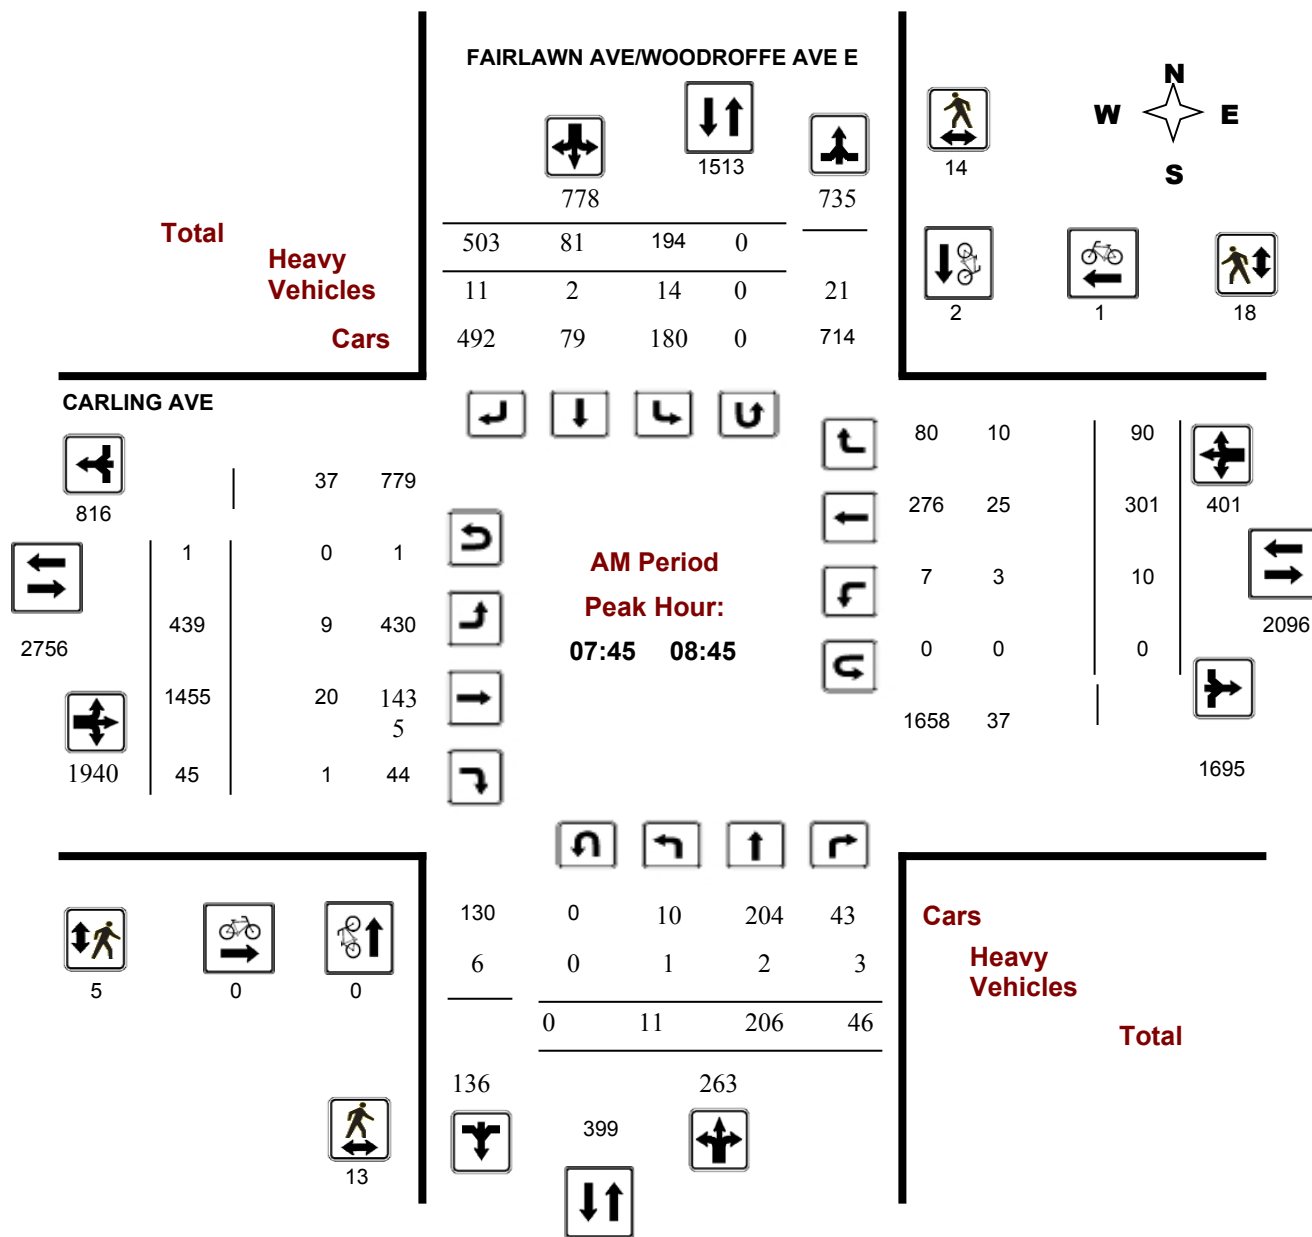 FAIRLAWN AVE/WOODROFFE AVE E
N
W E
S
1513
14
778 735
Total
503 81 194 0
Heavy
Vehicles
11 2 14 0 21
2 1 18
Cars
492 79 180 0 714
CARLING AVE
80 10 90
37 779
816
276 25 301 401
1 0 1
AM Period
7 3 10
Peak Hour:
439 9 430
2096
2756
07:45 08:45
0 0 0
1455 20 143
5
1658 37
1940 45 1 44
1695
130 0 10 204 43
Cars
6 0 1 2 3
Heavy
Vehicles
5 0 0
0 11 206 46
Total
136 263
399
13